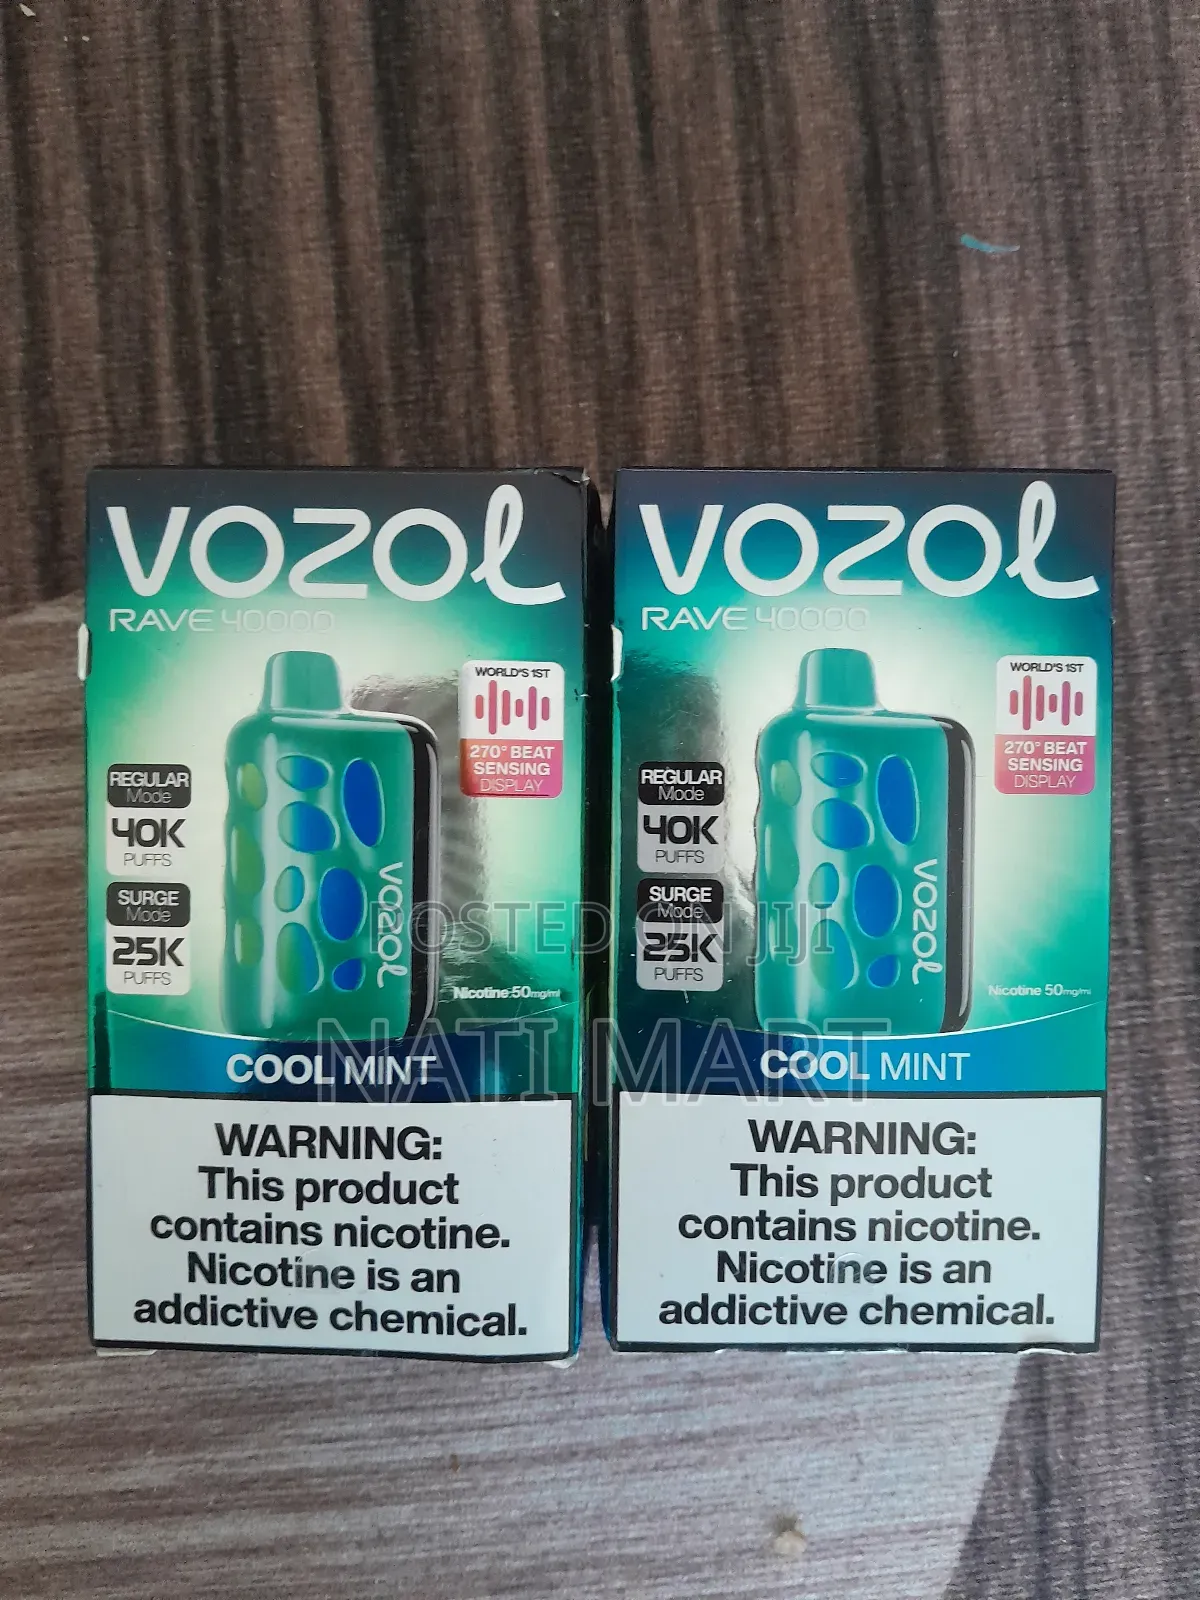 VOZOL
RAVE 40000
WORLD'S 1ST
270° BEAT
SENSING
DISPLAY
REGULAR
Mode
40K
PUFFS
SURGE
Mode
25K
PUFFS
VOZOL
Nicotine 50mg/ml
COOL MINT
WARNING:
This product
contains nicotine.
Nicotine is an
addictive chemical.
VOZOL
RAVE 40000
WORLD'S 1ST
270° BEAT
SENSING
DISPLAY
REGULAR
Mode
40K
PUFFS
SURGE
Mode
25K
PUFFS
VOZOL
Nicotine 50mg/ml
COOL MINT
WARNING:
This product
contains nicotine.
Nicotine is an
addictive chemical.
POSTED ON JIJI
NATI MART